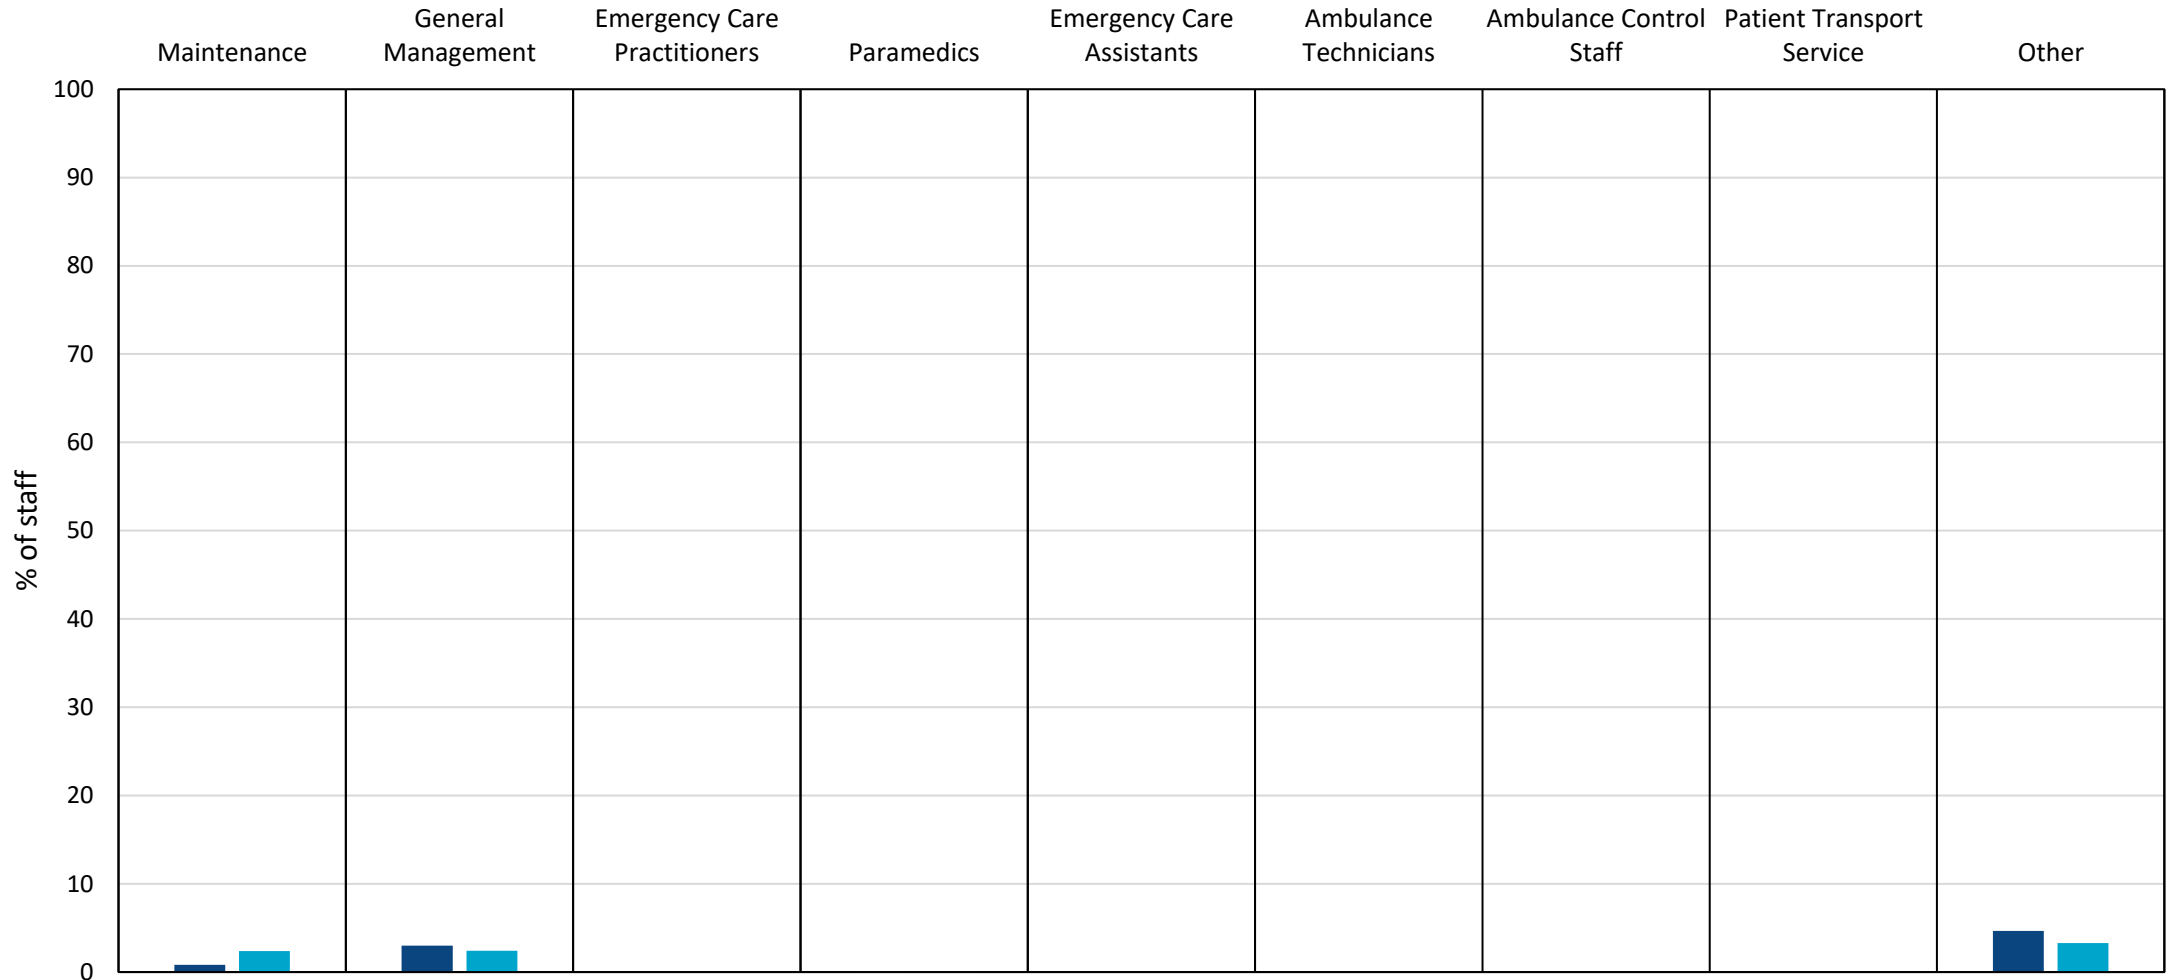 Maintenance
General
Management
Emergency Care
Practitioners
Paramedics
Emergency Care
Assistants
Ambulance
Technicians
Ambulance Control
Staff
Patient Transport
Service
Other
% of staff
100
90
80
70
60
50
40
30
20
10
0